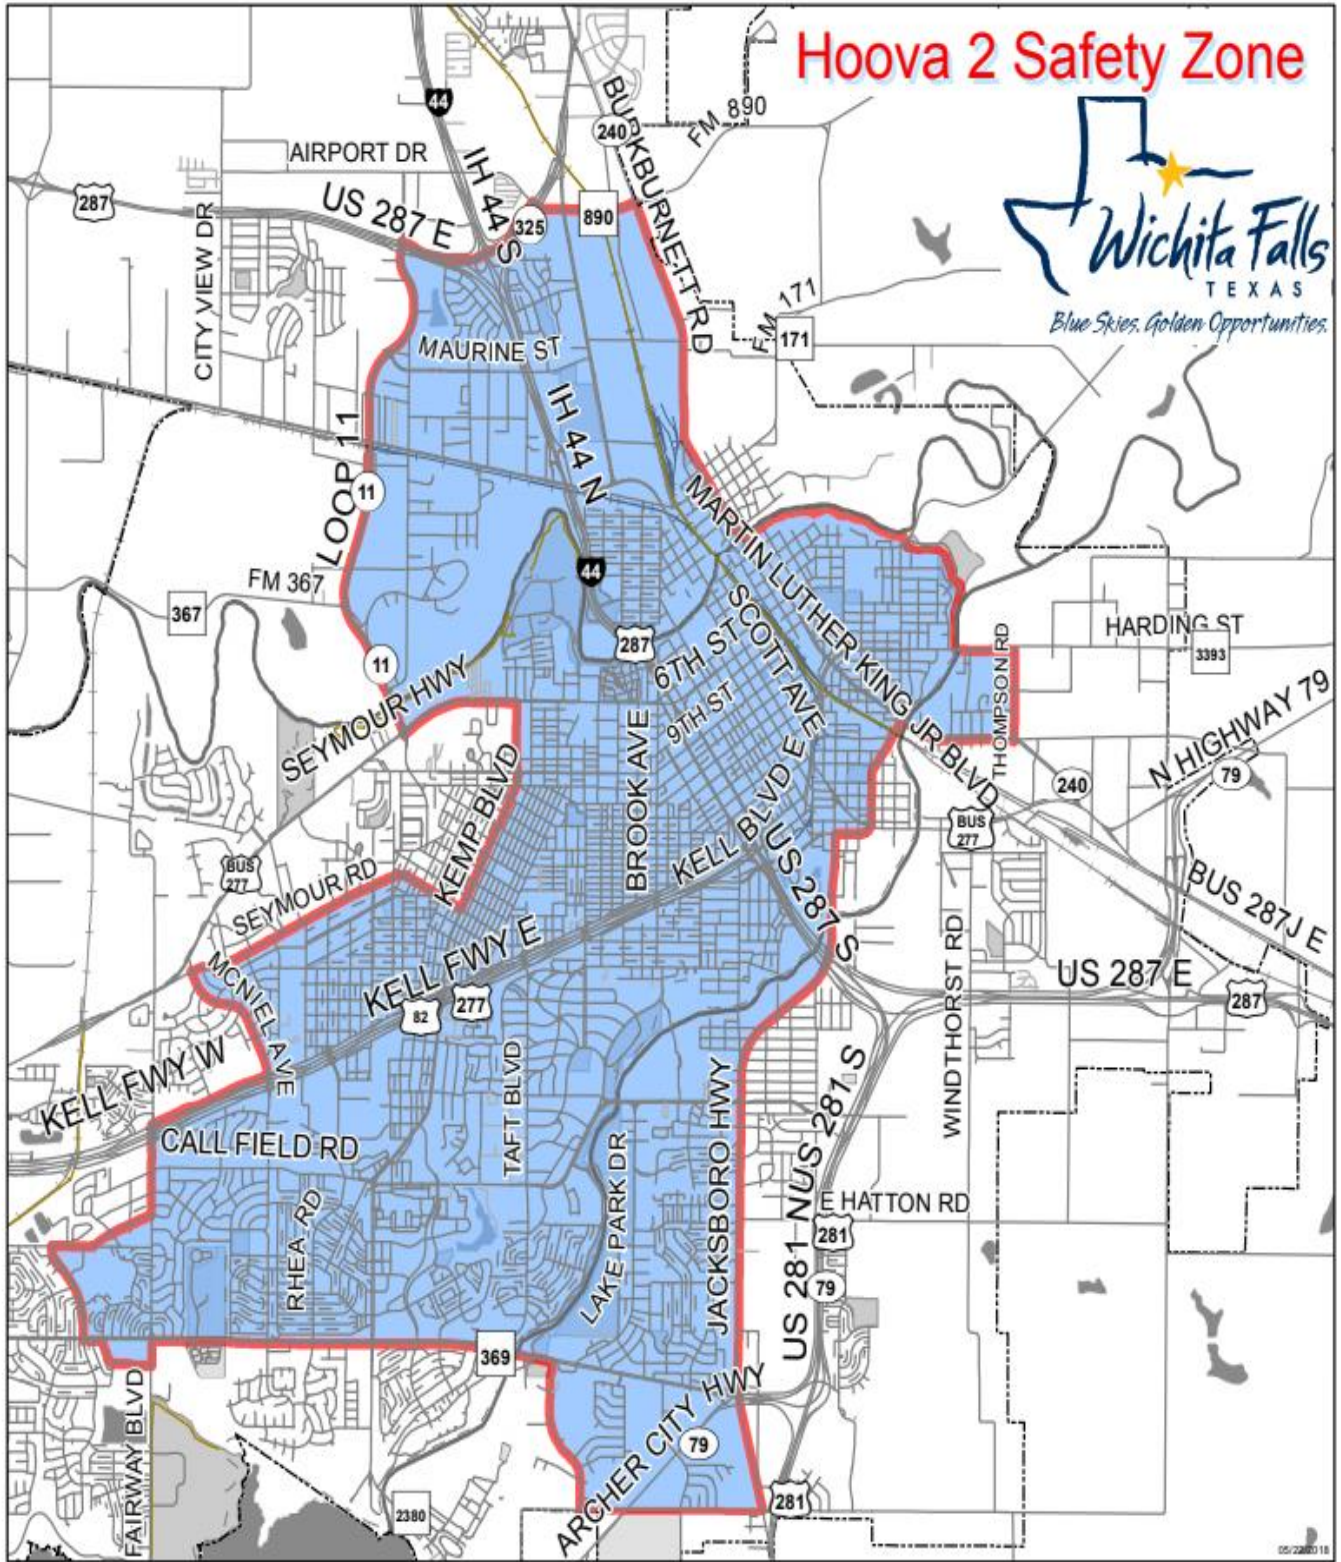 Hoova 2 Safety Zone
Wichita Falls
TEXAS
Blue Skies. Golden Opportunities.
44
BURKBURNETT RD
240
FM 890
AIRPORT DR
IH 44 S
287
US 287 E
325
890
CITY VIEW DR
FM 171
171
MAURINE ST
IH 44 N
LOOP 11
11
MARTIN LUTHER KING JR BLVD
FM 367
367
44
SCOTT AVE
287
6TH ST
9TH ST
HARDING ST
3393
THOMPSON RD
11
SEYMOUR HWY
N HIGHWAY 79
79
240
BROOK AVE
KEMP BLVD
KELL BLVD E
BUS
277
US 287 S
BUS
277
SEYMOUR RD
BUS 287J E
WINDTHORST RD
US 287 E
287
MCNIEL AVE
KELL FWY E
82
277
KELL FWY W
TAFT BLVD
CALL FIELD RD
JACKSBORO HWY
US 281 S
US 281 N
E HATTON RD
281
79
RHEA RD
LAKE PARK DR
369
FAIRWAY BLVD
ARCHER CITY HWY
79
281
2380
05/22/2018